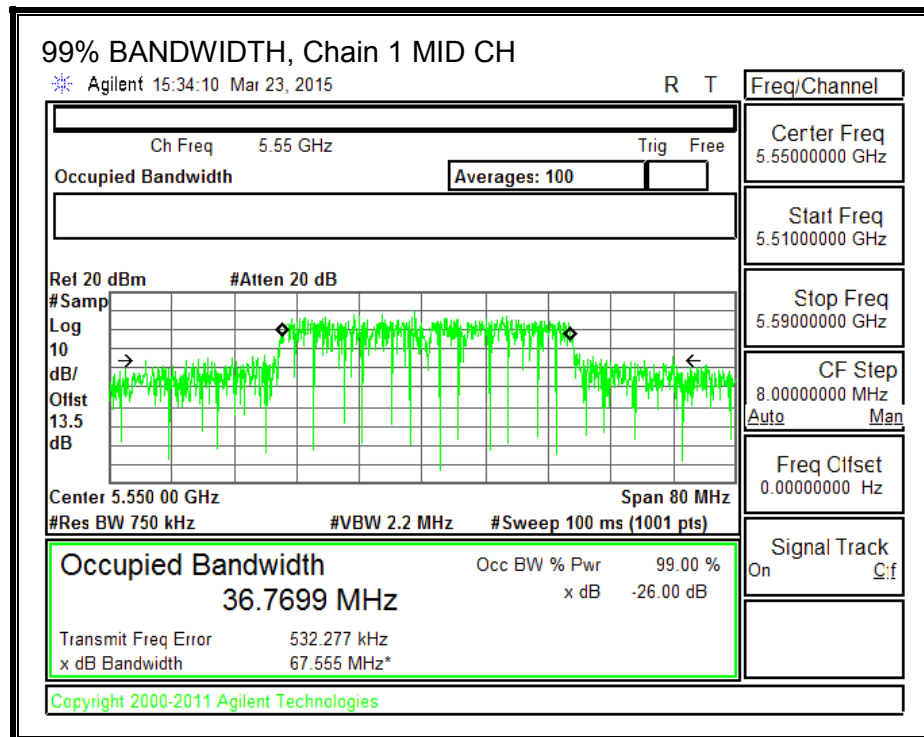 99% BANDWIDTH, Chain 1 MID CH
Agilent 15:34:10 Mar 23, 2015 R T
Freq/Channel
Ch Freq 5.55 GHz Trig Free
Occupied Bandwidth Averages: 100
Center Freq
5.55000000 GHz
Start Freq
5.51000000 GHz
Stop Freq
5.59000000 GHz
CF Step
8.00000000 MHz
Auto Man
Freq Offset
0.00000000 Hz
Signal Track
On Off
Ref 20 dBm #Atten 20 dB
#Samp
Log
10
dB/
Offst
13.5
dB
Center 5.550 00 GHz Span 80 MHz
#Res BW 750 kHz #VBW 2.2 MHz #Sweep 100 ms (1001 pts)
Occupied Bandwidth
36.7699 MHz
Occ BW % Pwr 99.00 %
x dB -26.00 dB
Transmit Freq Error 532.277 kHz
x dB Bandwidth 67.555 MHz*
Copyright 2000-2011 Agilent Technologies